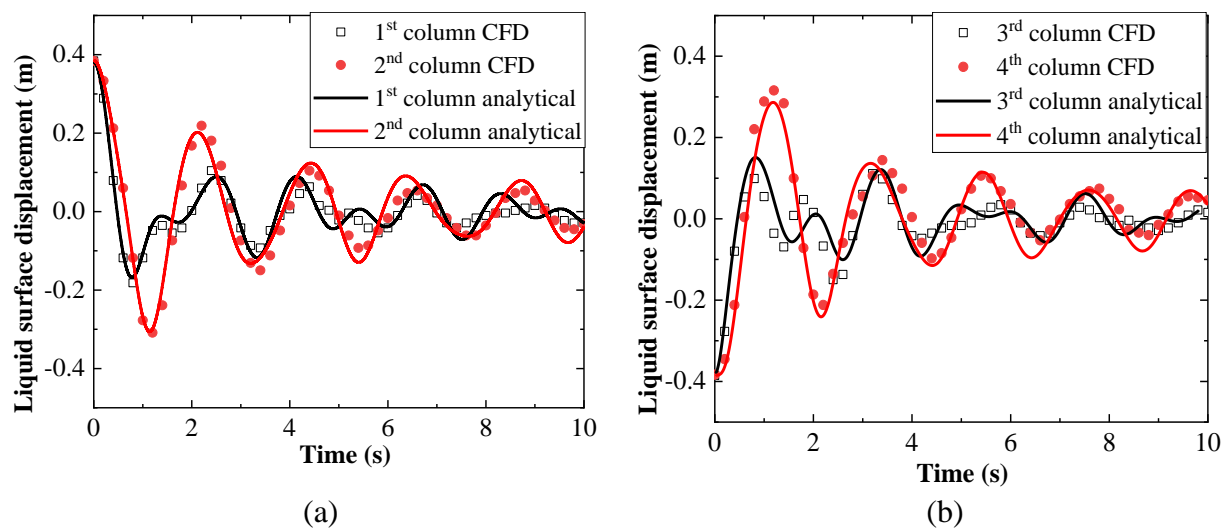 1st column CFD
2nd column CFD
1st column analytical
2nd column analytical
0.4
0.2
0.0
-0.2
-0.4
Liquid surface displacement (m)
0 2 4 6 8 10
Time (s)
(a)
3rd column CFD
4th column CFD
3rd column analytical
4th column analytical
0.4
0.2
0.0
-0.2
-0.4
Liquid surface displacement (m)
0 2 4 6 8 10
Time (s)
(b)